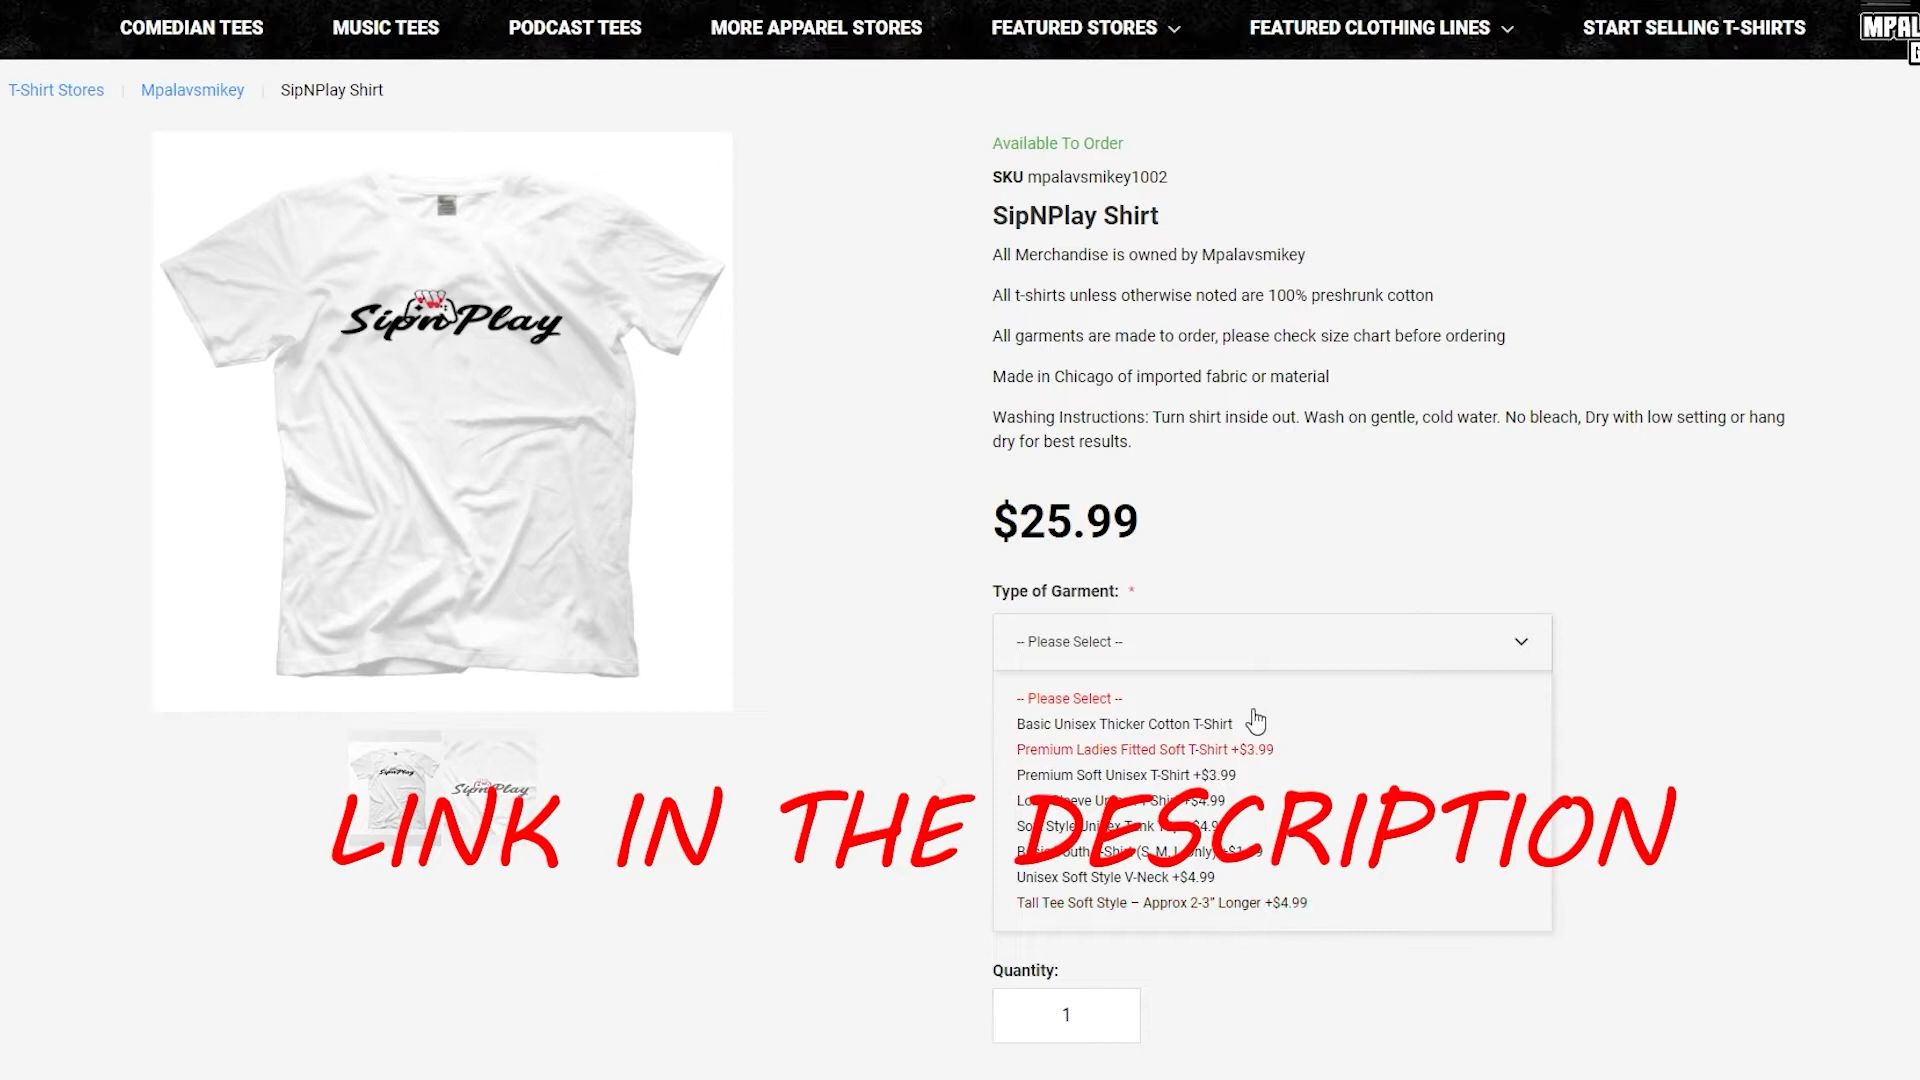 COMEDIAN TEES MUSIC TEES PODCAST TEES MORE APPAREL STORES FEATURED STORES FEATURED CLOTHING LINES START SELLING T-SHIRTS
T-Shirt Stores | Mpalavsmikey | SipNPlay Shirt
SipnPlay
Available To Order
SKU mpalavsmikey1002
SipNPlay Shirt
All Merchandise is owned by Mpalavsmikey
All t-shirts unless otherwise noted are 100% preshrunk cotton
All garments are made to order, please check size chart before ordering
Made in Chicago of imported fabric or material
Washing Instructions: Turn shirt inside out. Wash on gentle, cold water. No bleach, Dry with low setting or hang
dry for best results.
$25.99
Type of Garment: *
-- Please Select --
-- Please Select --
Basic Unisex Thicker Cotton T-Shirt
Premium Ladies Fitted Soft T-Shirt +$3.99
Premium Soft Unisex T-Shirt +$3.99
+$4.99
Style
(S, M, L Only)
Unisex Soft Style V-Neck +$4.99
Tall Tee Soft Style – Approx 2-3” Longer +$4.99
SipnPlay
SipnPlay
LINK IN THE DESCRIPTION
Quantity:
1